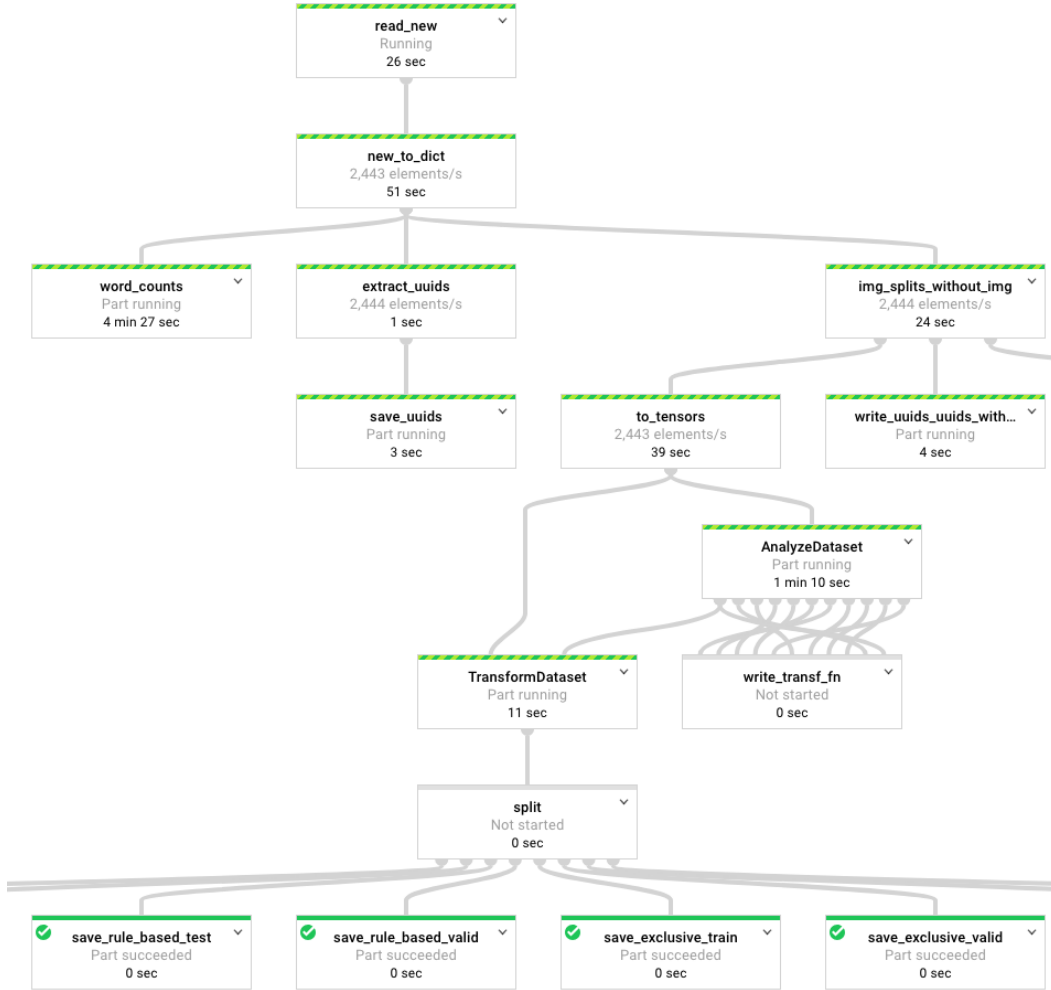 read_new
Running
26 sec
new_to_dict
2,443 elements/s
51 sec
word_counts
Part running
4 min 27 sec
extract_uuids
2,444 elements/s
1 sec
img_splits_without_img
2,444 elements/s
24 sec
save_uuids
Part running
3 sec
to_tensors
2,443 elements/s
39 sec
write_uuids_uuids_with...
Part running
4 sec
AnalyzeDataset
Part running
1 min 10 sec
TransformDataset
Part running
11 sec
write_transf_fn
Not started
0 sec
split
Not started
0 sec
save_rule_based_test
Part succeeded
0 sec
save_rule_based_valid
Part succeeded
0 sec
save_exclusive_train
Part succeeded
0 sec
save_exclusive_valid
Part succeeded
0 sec